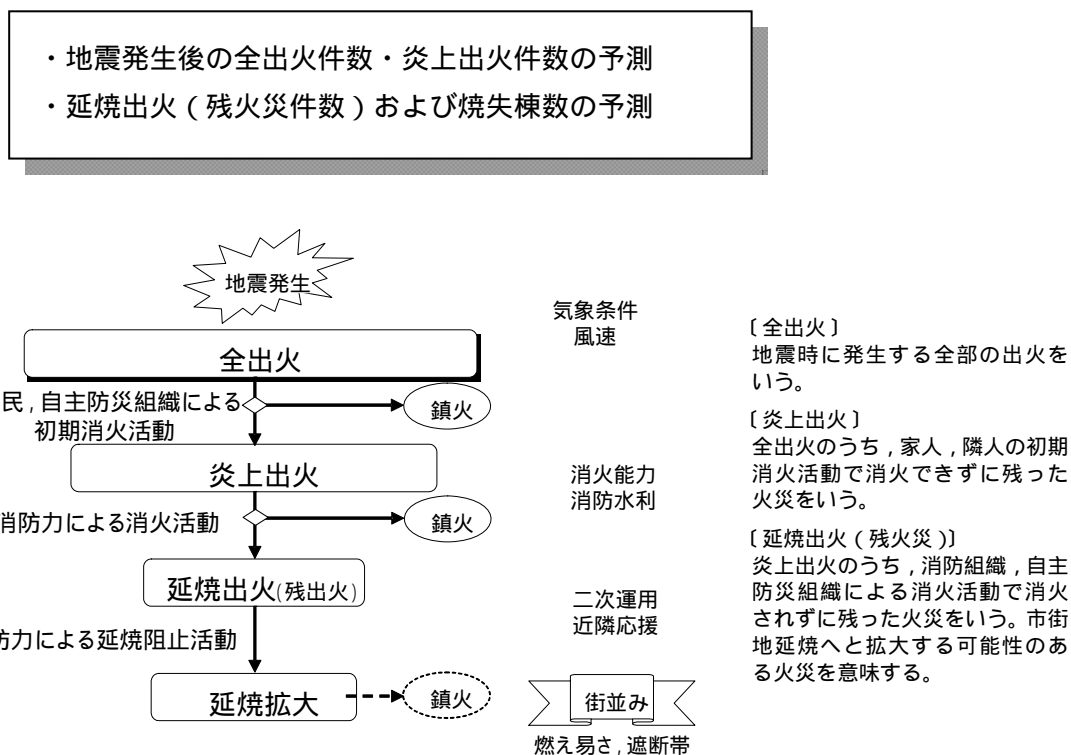 ・地震発生後の全出火件数・炎上出火件数の予測
・延焼出火（残火災件数）および焼失棟数の予測
地震発生
全出火
民，自主防災組織による
初期消火活動
鎮火
炎上出火
消防力による消火活動
鎮火
延焼出火(残出火)
防力による延焼阻止活動
延焼拡大
鎮火
気象条件
風速
消火能力
消防水利
二次運用
近隣応援
街並み
燃え易さ，遮断帯
〔全出火〕
地震時に発生する全部の出火を
いう。
〔炎上出火〕
全出火のうち，家人，隣人の初期
消火活動で消火できずに残った
火災をいう。
〔延焼出火（残火災）〕
炎上出火のうち，消防組織，自主
防災組織による消火活動で消火
されずに残った火災をいう。市街
地延焼へと拡大する可能性のあ
る火災を意味する。